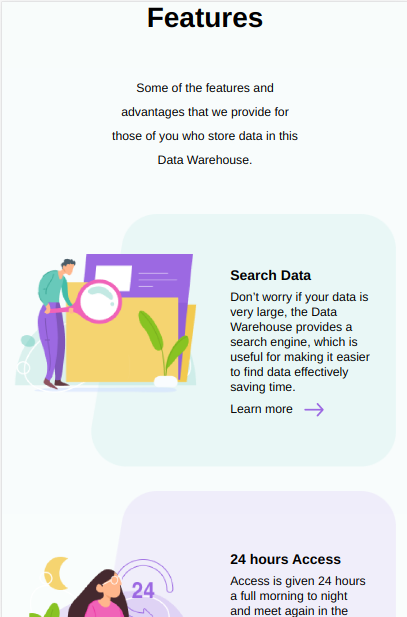 Features
Some of the features and
advantages that we provide for
those of you who store data in this
Data Warehouse.
Search Data
Don’t worry if your data is
very large, the Data
Warehouse provides a
search engine, which is
useful for making it easier
to find data effectively
saving time.
Learn more
24 hours Access
24
Access is given 24 hours
a full morning to night
and meet again in the